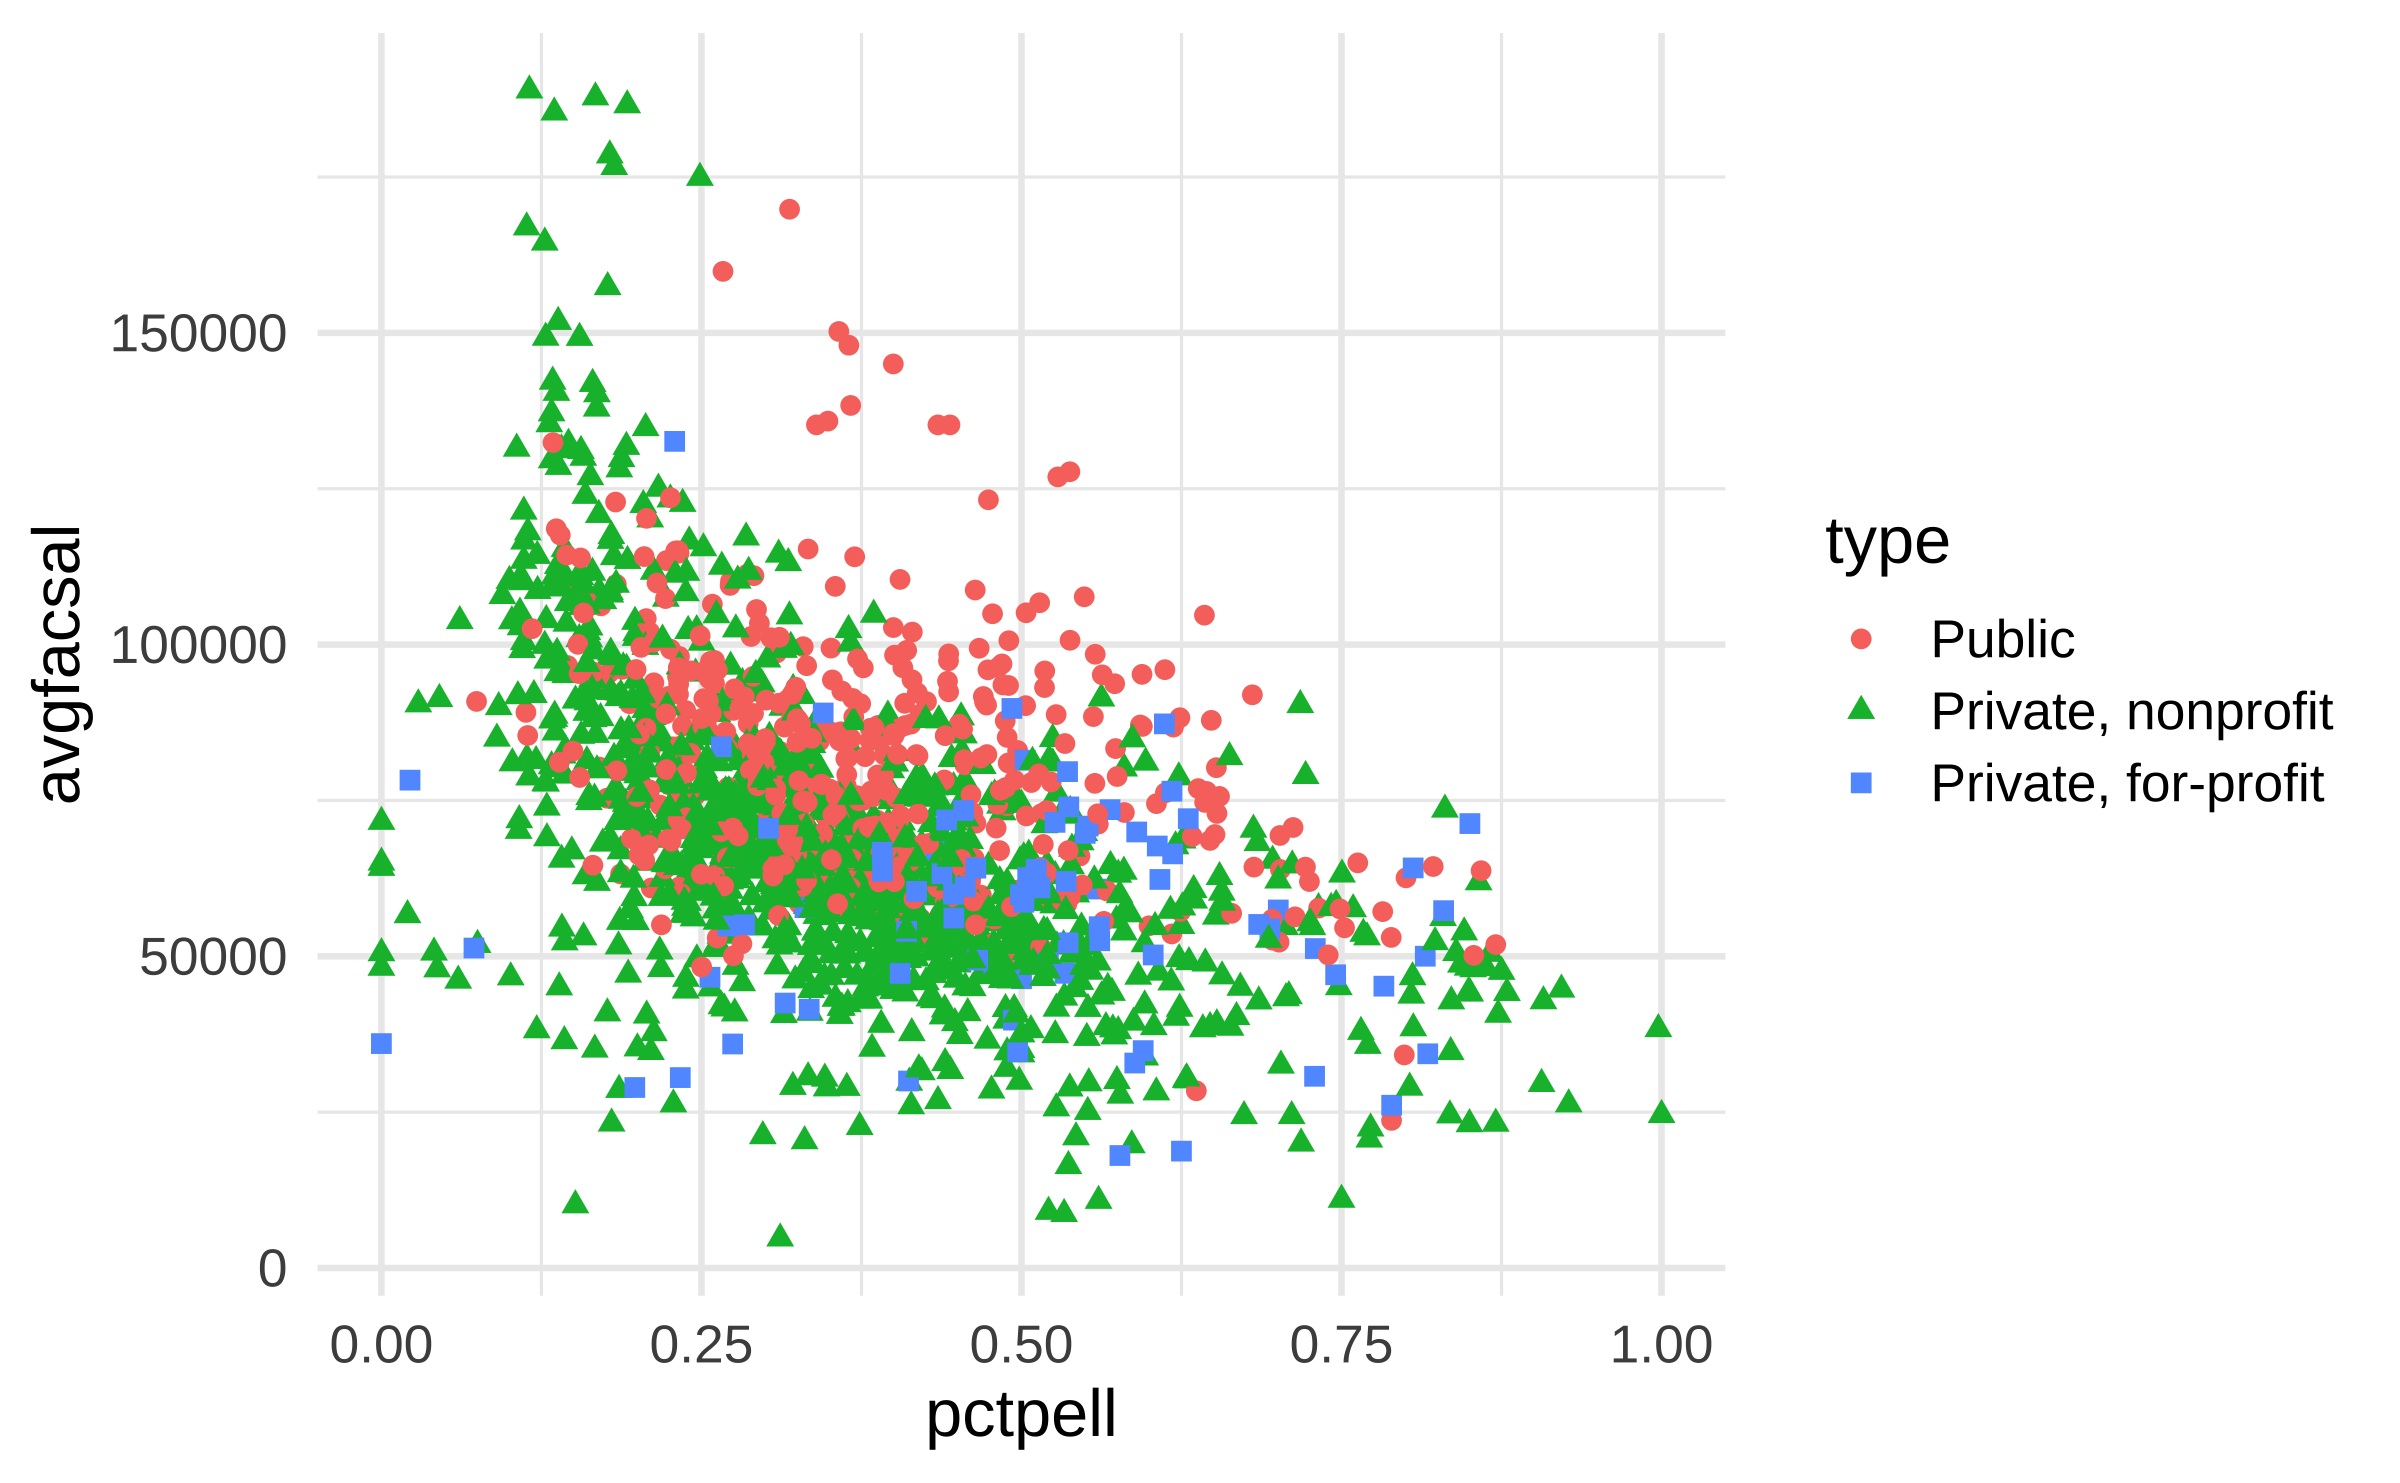 avgfacsal
150000
100000
50000
0
0.00 0.25 0.50 0.75 1.00
pctpell
type
Public
Private, nonprofit
Private, for-profit